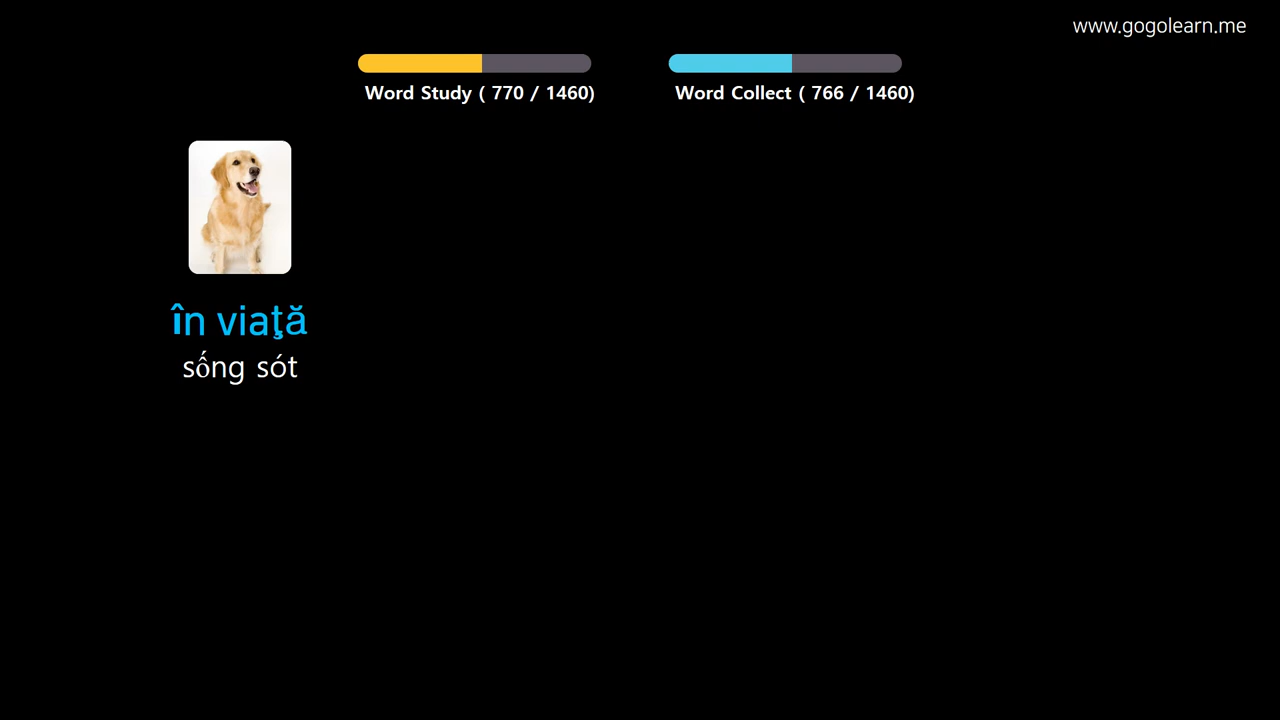 www.gogolearn.me
Word Study ( 770 / 1460)
Word Collect ( 766 / 1460)
în viaţă
sống sót